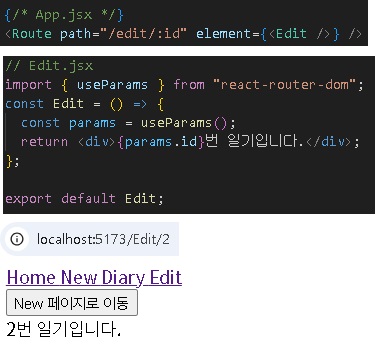 {/* App.jsx */}
<Route path="/edit/:id" element={<Edit />} />
// Edit.jsx
import { useParams } from "react-router-dom";
const Edit = () => {
  const params = useParams();
  return <div>{params.id}번 일기입니다.</div>;
};
export default Edit;
localhost:5173/Edit/2
Home New Diary Edit
New 페이지로 이동
2번 일기입니다.